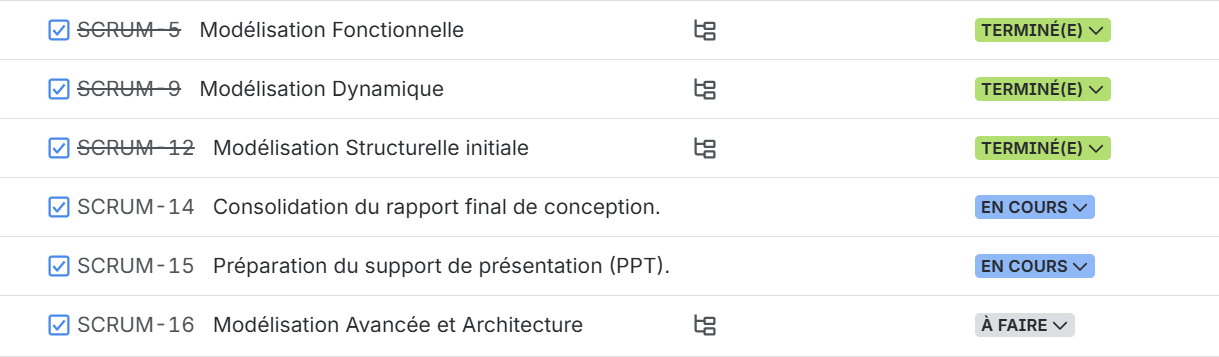 SCRUM-5 Modélisation Fonctionnelle TERMINÉ(E)
SCRUM-9 Modélisation Dynamique TERMINÉ(E)
SCRUM-12 Modélisation Structurelle initiale TERMINÉ(E)
SCRUM-14 Consolidation du rapport final de conception. EN COURS
SCRUM-15 Préparation du support de présentation (PPT). EN COURS
SCRUM-16 Modélisation Avancée et Architecture À FAIRE